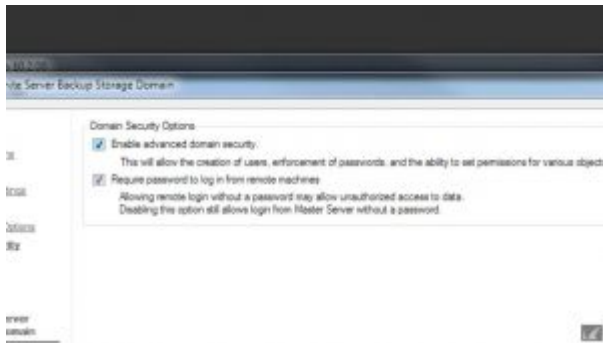 Server Backup Storage Domain
Domain Security Options
Enable advanced domain security.
This will allow the creation of users, enforcement of passwords, and the ability to set permissions for various objects
Require password to log in from remote machines
Allowing remote login without a password may allow unauthorized access to data.
Disabling this option still allows login from Master Server without a password.